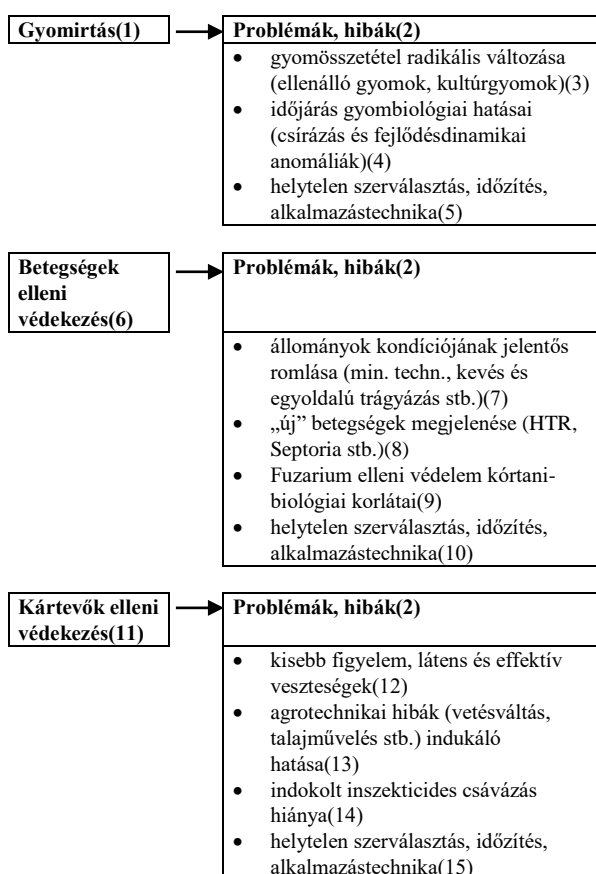 Gyomirtás(1)
Problémák, hibák(2)
• gyomösszetétel radikális változása
(ellenálló gyomok, kultúrgyomok)(3)
• időjárás gyombiológiai hatásai
(csírázás és fejlődésdinamikai
anomáliák)(4)
• helytelen szerválasztás, időzítés,
alkalmazástechnika(5)
Betegségek
elleni
védekezés(6)
Problémák, hibák(2)
• állományok kondíciójának jelentős
romlása (min. techn., kevés és
egyoldalú trágyázás stb.)(7)
• „új” betegségek megjelenése (HTR,
Septoria stb.)(8)
• Fuzarium elleni védelem kórtani-
biológiai korlátai(9)
• helytelen szerválasztás, időzítés,
alkalmazástechnika(10)
Kártevők elleni
védekezés(11)
Problémák, hibák(2)
• kisebb figyelem, látens és effektív
veszteségek(12)
• agrotechnikai hibák (vetésváltás,
talajművelés stb.) indukáló
hatása(13)
• indokolt inszekticides csávázás
hiánya(14)
• helytelen szerválasztás, időzítés,
alkalmazástechnika(15)